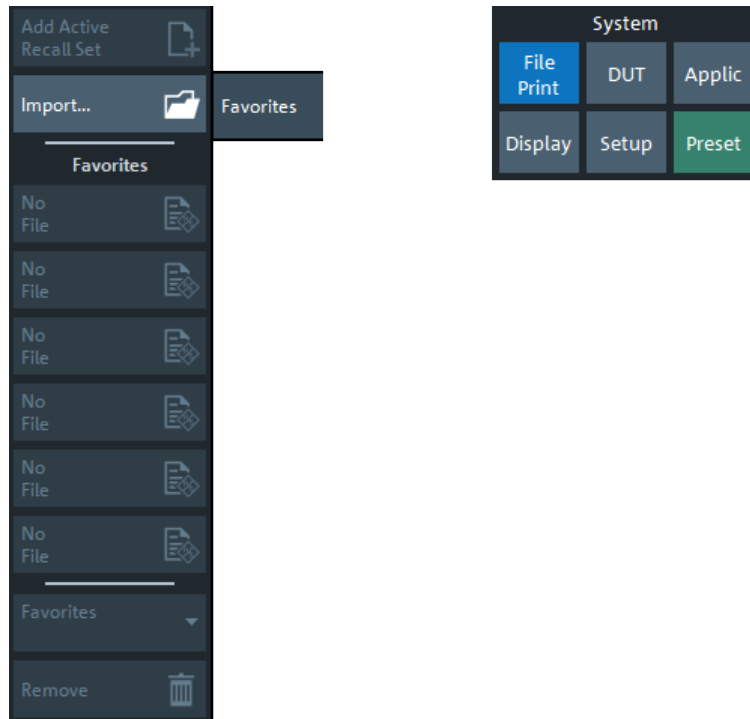 Add Active
Recall Set
Import...
Favorites
Favorites
No
File
No
File
No
File
No
File
No
File
No
File
Favorites
Remove
System
File
Print
DUT
Applic
Display
Setup
Preset